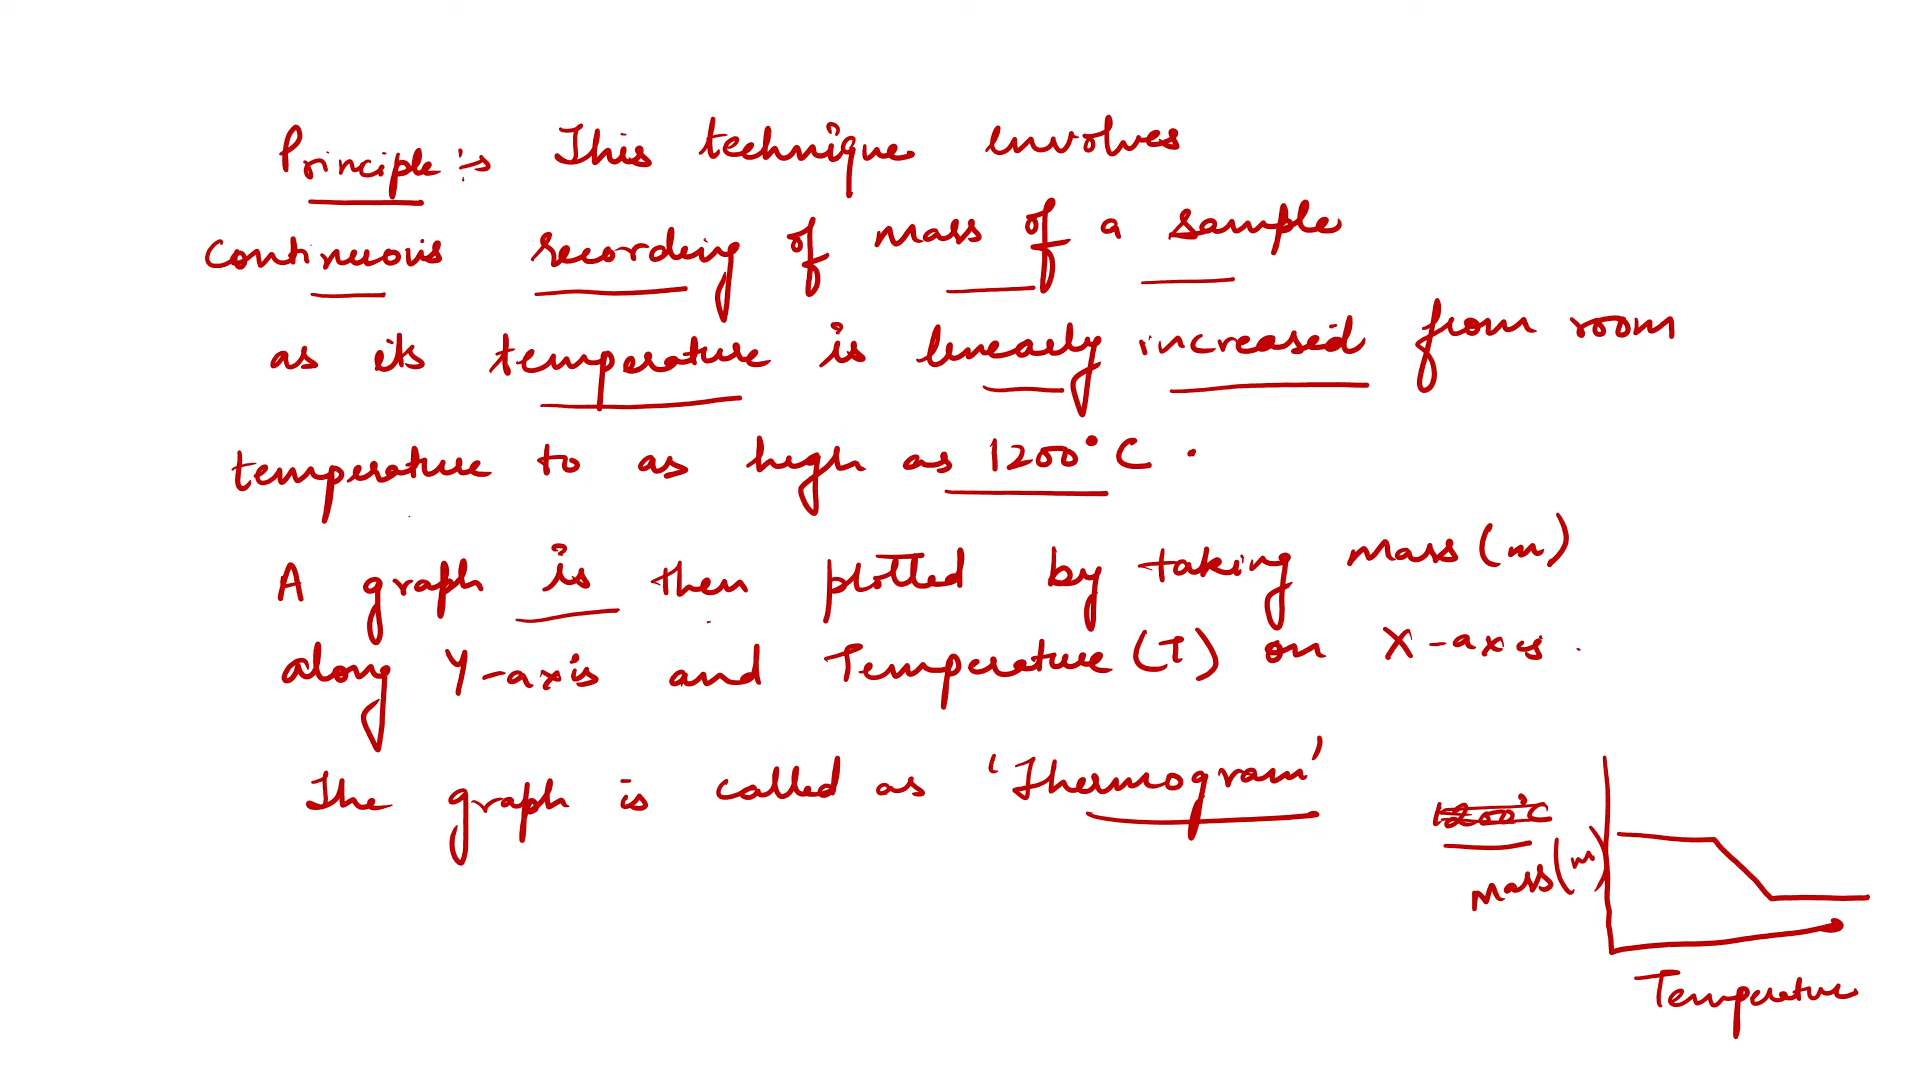 Principle :→ This technique involves
continuous recording of mass of a sample
as its temperature is linearly increased from room
temperature to as high as 1200°C.
A graph is then plotted by taking mass (m)
along Y-axis and Temperature (T) on X-axis.
The graph is called as 'Thermogram'
1200°C
Mass (m)
Temperature